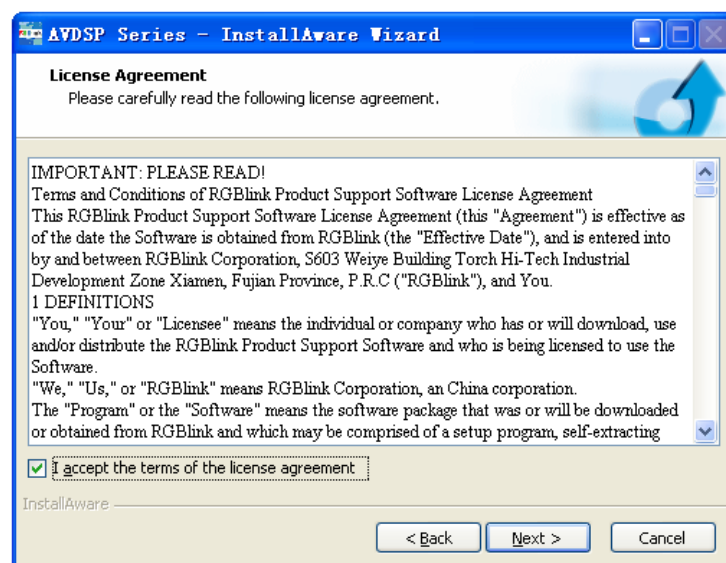 AVDSP Series - InstallAware Wizard
License Agreement
Please carefully read the following license agreement.
IMPORTANT: PLEASE READ!
Terms and Conditions of RGBlink Product Support Software License Agreement
This RGBlink Product Support Software License Agreement (this "Agreement") is effective as
of the date the Software is obtained from RGBlink (the "Effective Date"), and is entered into
by and between RGBlink Corporation, S603 Weiye Building Torch Hi-Tech Industrial
Development Zone Xiamen, Fujian Province, P.R.C ("RGBlink"), and You.
1 DEFINITIONS
"You," "Your" or "Licensee" means the individual or company who has or will download, use
and/or distribute the RGBlink Product Support Software and who is being licensed to use the
Software.
"We," "Us," or "RGBlink" means RGBlink Corporation, an China corporation.
The "Program" or the "Software" means the software package that was or will be downloaded
or obtained from RGBlink and which may be comprised of a setup program, self-extracting
I accept the terms of the license agreement
InstallAware
< Back Next > Cancel